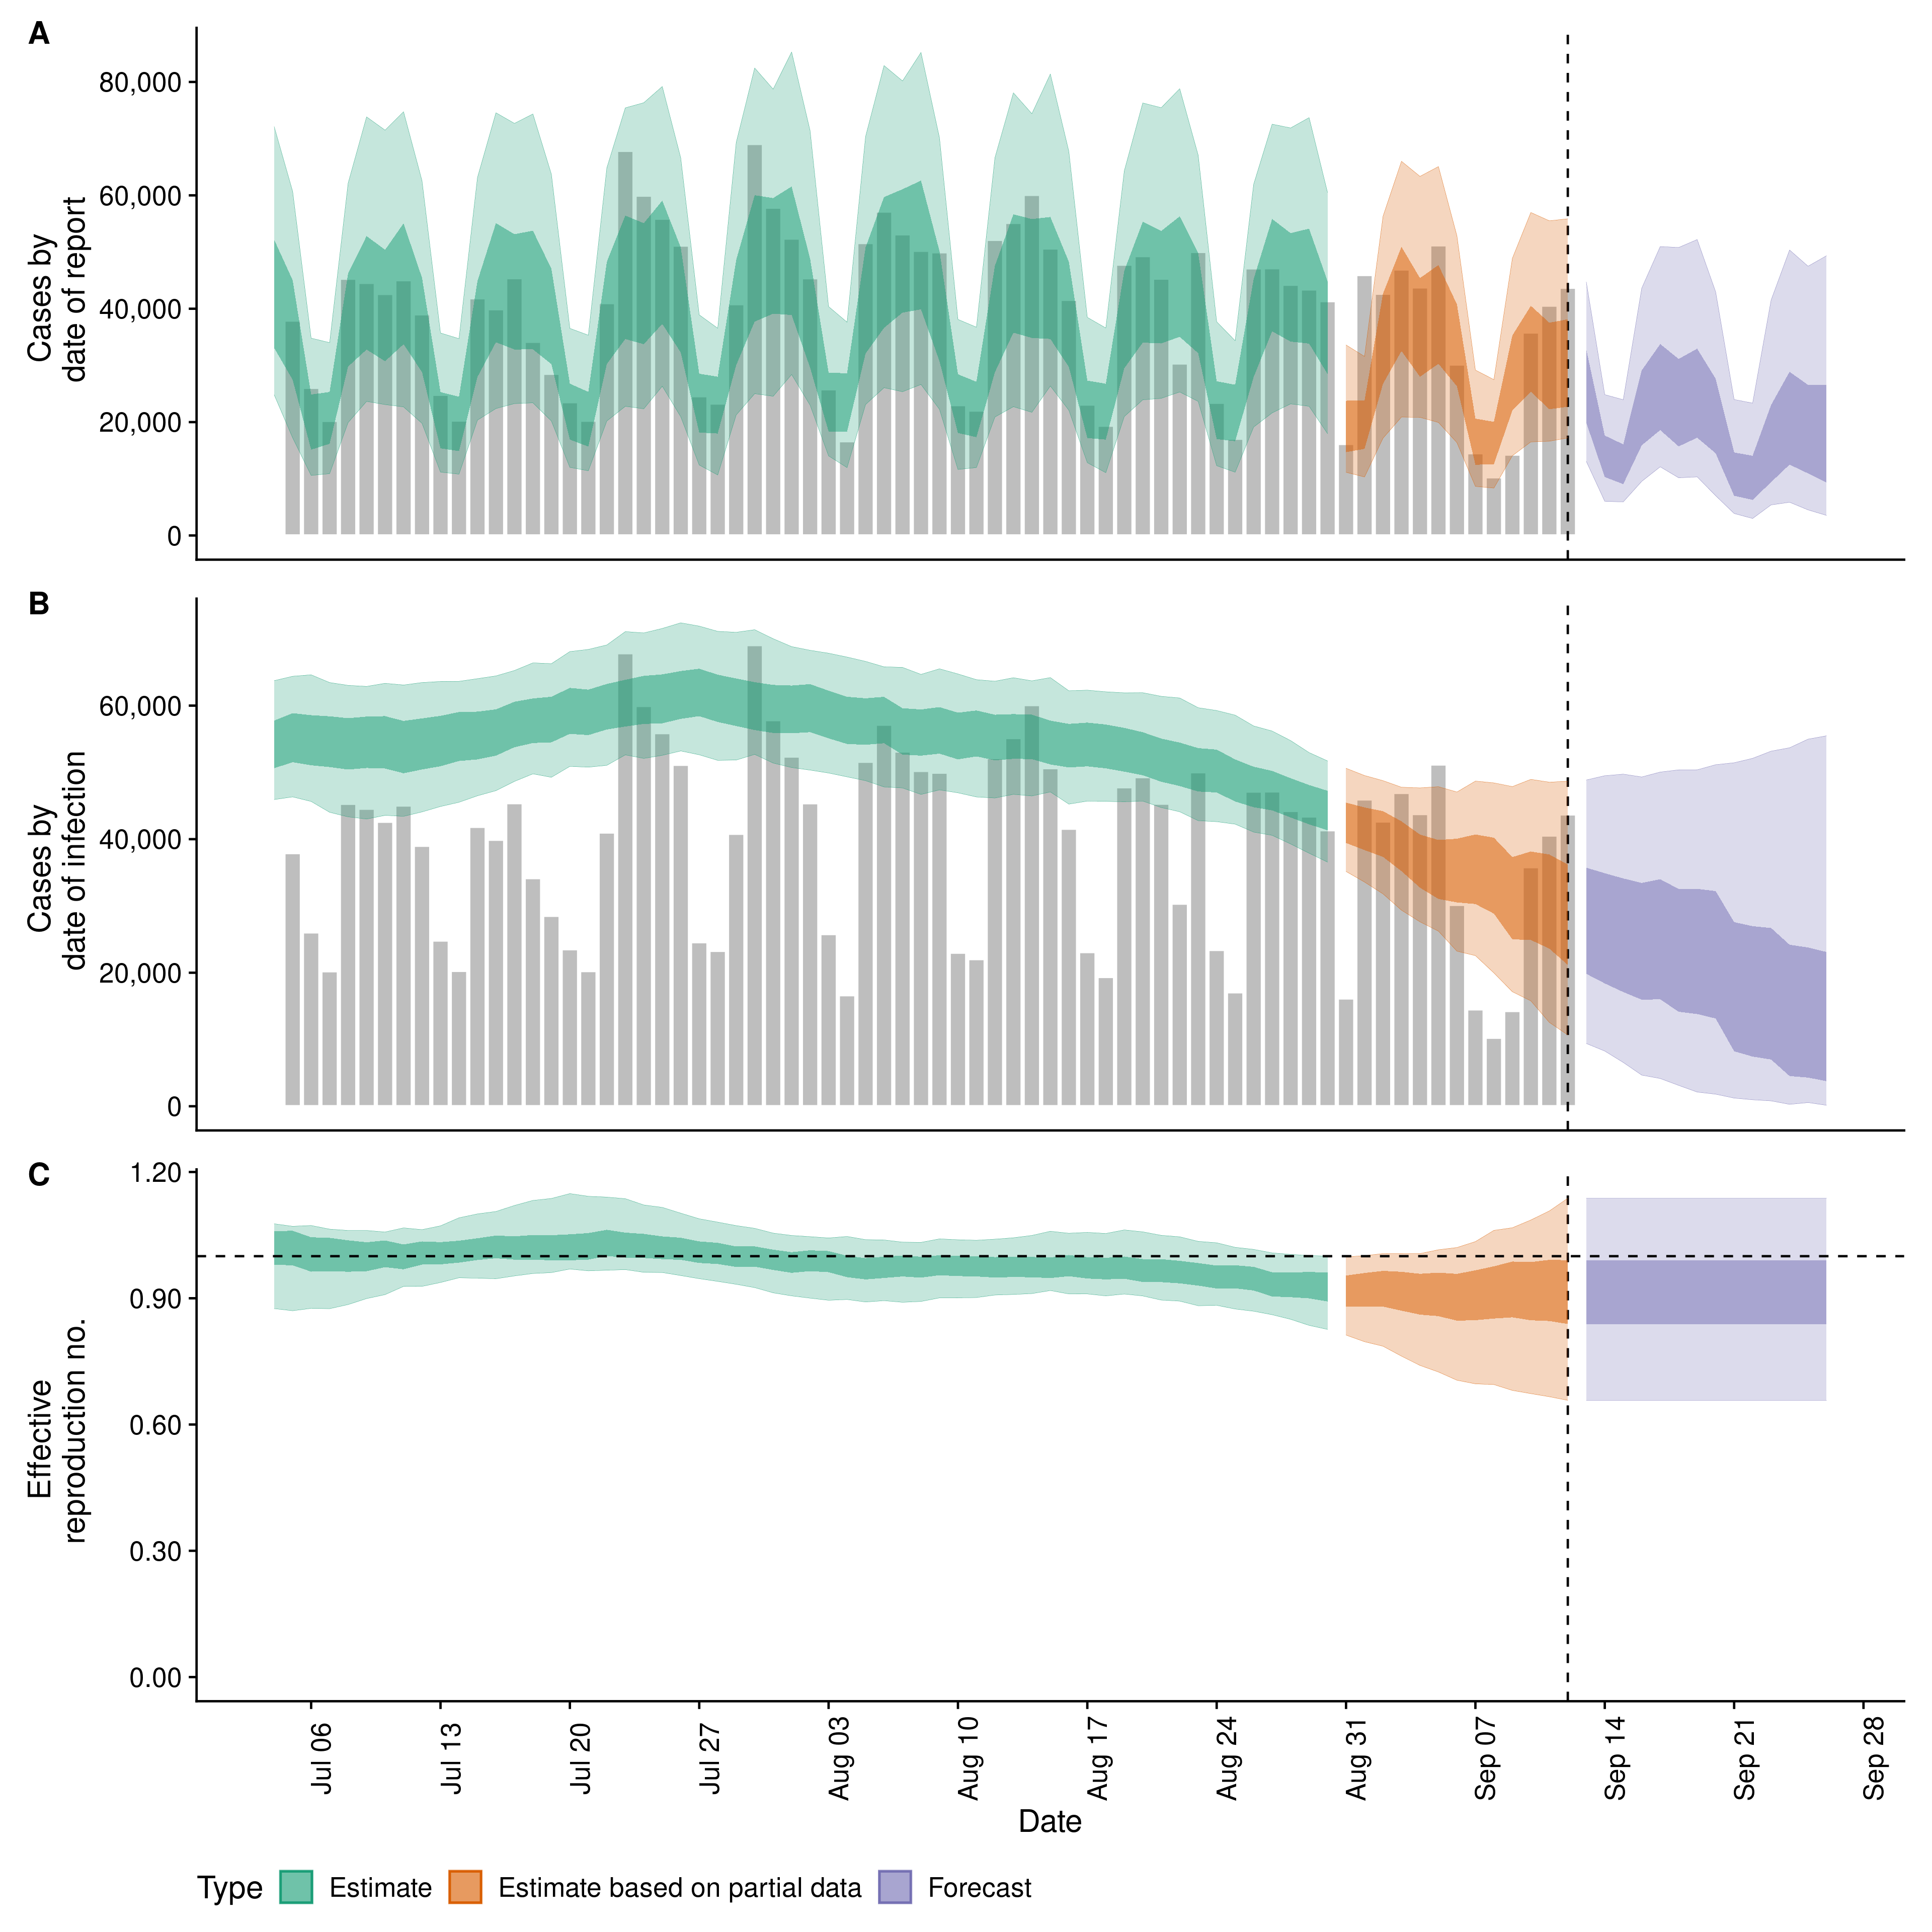 A
Cases by
date of report
80,000
60,000
40,000
20,000
0
B
Cases by
date of infection
60,000
40,000
20,000
0
C
Effective
reproduction no.
1.20
0.90
0.60
0.30
0.00
Jul 06
Jul 13
Jul 20
Jul 27
Aug 03
Aug 10
Aug 17
Aug 24
Aug 31
Sep 07
Sep 14
Sep 21
Sep 28
Date
Type Estimate Estimate based on partial data Forecast